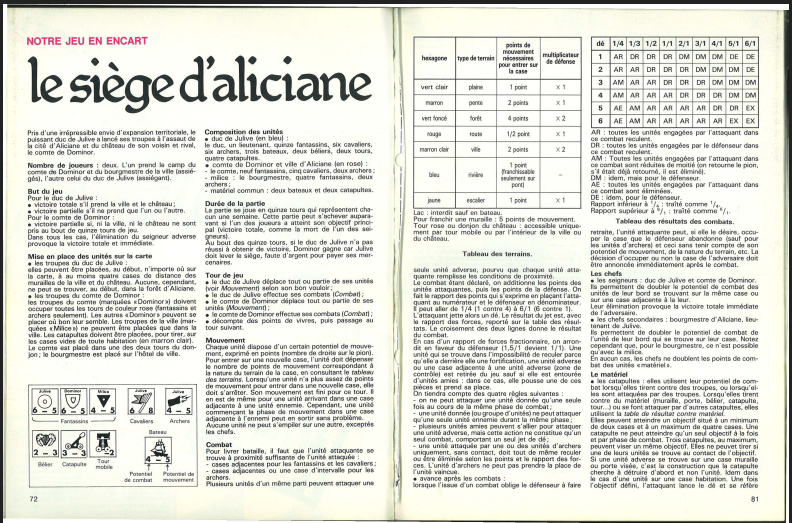 NOTRE JEU EN ENCART
le siège d'aliciane
Pris d'une irrépressible envie d'expansion territoriale, le
puissant duc de Julive a lancé ses troupes à l'assaut de
la cité d'Aliciane et du château de son voisin et rival,
le comte de Dominor.
Nombre de joueurs : deux. L'un prend le camp du
comte de Dominor et du bourgmestre de la ville (assié-
gés), l'autre celui du duc de Julive (assiégeant).
But du jeu
Pour le duc de Julive :
• victoire totale s'il prend la ville et le château ;
• victoire partielle s'il ne prend que l'un ou l'autre.
Pour le comte de Dominor :
• victoire partielle si, ni la ville, ni le château ne sont
pris au bout de quinze tours de jeu.
Dans tous les cas, l'élimination du seigneur adverse
provoque la victoire totale et immédiate.
Mise en place des unités sur la carte
• les troupes du duc de Julive :
elles peuvent être placées, au début, n'importe où sur
la carte, à au moins quatre cases de distance des
murailles de la ville et du château. Aucune, cependant,
ne peut se trouver, au début, dans la forêt d'Aliciane.
• les troupes du comte de Dominor :
les troupes du comte (marquées «Dominor») doivent
occuper toutes les tours de couleur rose (fantassins et
archers seulement). Les autres «Dominor» peuvent se
placer où bon leur semble. Les troupes de la ville (mar-
quées «Milice») ne peuvent être placées que dans la
ville. Les catapultes doivent être placées, pour tirer, sur
les cases vides de toute habitation (en marron clair).
Le comte est placé dans une des deux tours du don-
jon ; le bourgmestre est placé sur l'hôtel de ville.
Julive Dominor Milice Julive Julive
6 – 5 6 – 5 4 – 5 6 / 8 4 – 5
Fantassins Cavaliers Archers
Bateau
2 – 3 3 – 3
Bélier Catapulte Tour
mobile
Potentiel
de combat
Potentiel de
mouvement
72
Composition des unités
• duc de Julive (en bleu) :
le duc, un lieutenant, quinze fantassins, six cavaliers,
six archers, trois bateaux, deux béliers, deux tours,
quatre catapultes.
• comte de Dominor et ville d'Aliciane (en rose) :
- le comte, neuf fantassins, cinq cavaliers, deux archers ;
- milice : le bourgmestre, quatre fantassins, deux
archers ;
- matériel commun : deux bateaux et deux catapultes.
Durée de la partie
La partie se joue en quinze tours qui représentent cha-
cun une semaine. Cette partie peut s'achever aupara-
vant si l'un des joueurs a atteint son objectif princi-
pal (victoire totale, comme la mort de l'un des sei-
gneurs).
Au bout des quinze tours, si le duc de Julive n'a pas
réussi à obtenir de victoire, Dominor gagne car Julive
doit lever le siège, faute d'argent pour payer ses mer-
cenaires.
Tour de jeu
• le duc de Julive déplace tout ou partie de ses unités
(voir Mouvement) selon son bon vouloir ;
• le duc de Julive effectue ses combats (Combat) ;
• le comte de Dominor déplace tout ou partie de ses
unités (Mouvement) ;
• le comte de Dominor effectue ses combats (Combat) ;
• décompte des points de vivres, puis passage au
tour suivant.
Mouvement
Chaque unité dispose d'un certain potentiel de mouve-
ment, exprimé en points (nombre de droite sur le pion).
Pour entrer sur une nouvelle case, l'unité doit dépenser
le nombre de points de mouvement correspondant à
la nature du terrain de la case, en consultant le tableau
des terrains. Lorsqu'une unité n'a plus assez de points
de mouvement pour entrer dans une nouvelle case, elle
doit s'arrêter. Son mouvement est fini pour ce tour. Il
en est de même pour une unité arrivant dans une case
adjacente à une unité ennemie. Cependant, une unité
commençant la phase de mouvement dans une case
adjacente à l'ennemi peut en sortir sans problème.
Aucune unité ne peut s'empiler sur une autre, exceptés
les chefs.
Combat
Pour livrer bataille, il faut que l'unité attaquante se
trouve à proximité suffisante de l'unité attaquée :
- cases adjacentes pour les fantassins et les cavaliers ;
- cases adjacentes ou une case d'intervalle pour les
archers.
Plusieurs unités d'un même parti peuvent attaquer une
hexagone type de terrain points de mouvement nécessaires pour entrer sur la case multiplicateur de défense
vert clair plaine 1 point × 1
marron pente 2 points × 1
vert foncé forêt 4 points × 2
rouge route 1/2 point × 1
marron clair ville 2 points × 2
bleu rivière 1 point (franchissable seulement sur pont) –
jaune escalier 1 point × 1
Lac : interdit sauf en bateau.
Pour franchir une muraille : 5 points de mouvement.
Tour rose ou donjon du château : accessible unique-
ment par tour mobile ou par l'intérieur de la ville ou
du château.
Tableau des terrains.
seule unité adverse, pourvu que chaque unité atta-
quante remplisse les conditions de proximité.
Le combat étant déclaré, on additionne les points des
unités attaquantes, puis les points de la défense. On
fait le rapport des points qui s'exprime en plaçant l'atta-
quant au numérateur et le défenseur en dénominateur.
Il peut aller de 1/4 (1 contre 4) à 6/1 (6 contre 1).
L'attaquant jette alors un dé. Le résultat du jet est, avec
le rapport des forces, reporté sur la table des résul-
tats. Le croisement des deux lignes donne le résultat
du combat.
En cas d'un rapport de forces fractionnaire, on arron-
dit en faveur du défenseur (1,5/1 devient 1/1). Une
unité qui se trouve dans l'impossibilité de reculer parce
qu'elle a derrière elle une fortification, une unité adverse
ou une case adjacente à une unité adverse (zone de
contrôle) est retirée du jeu sauf si elle est entourée
d'unités amies : dans ce cas, elle pousse une de ces
pièces et prend sa place.
On tiendra compte des quatre règles suivantes :
- on ne peut attaquer une unité donnée qu'une seule
fois au cours de la même phase de combat ;
- une unité donnée (ou groupe d'unités) ne peut attaquer
qu'une seule unité ennemie durant la même phase ;
- plusieurs unités amies peuvent s'allier pour attaquer
une unité adverse, mais cette action ne constitue qu'un
seul combat, comportant un seul jet de dé ;
- une unité attaquée par une ou des unités d'archers
uniquement, sans contact, doit tout de même reculer
ou être éliminée selon les points et le rapport des for-
ces. L'unité d'archers ne peut pas prendre la place de
l'unité vaincue.
• avance après les combats :
lorsque l'issue d'un combat oblige le défenseur à faire
dé 1/4 1/3 1/2 1/1 2/1 3/1 4/1 5/1 6/1
1 AR DR DR DR DM DM DM DE DE
2 AR AR DR DR DR DM DM DM DE
3 AM AR AR DR DR DR DM DM DM
4 AM AR AR AR DR DR DR DM DM
5 AE AM AR AR AR AR DR DR EX
6 AE AM AM AR AR AR AR EX EX
AR : toutes les unités engagées par l'attaquant dans
ce combat reculent.
DR : toutes les unités engagées par le défenseur dans
ce combat reculent.
AM : Toutes les unités engagées par l'attaquant dans
ce combat sont réduites de moitié (on retourne le pion,
s'il était déjà retourné, il est éliminé).
DM : idem, mais pour le défenseur.
AE : toutes les unités engagées par l'attaquant dans
ce combat sont éliminées.
DE : idem, pour le défenseur.
Rapport inférieur à 1/4 : traité comme 1/4.
Rapport supérieur à 6/1 : traité comme 6/1.
Tableau des résultats des combats.
retraite, l'unité attaquante peut, si elle le désire, occu-
per la case que le défenseur abandonne (sauf pour
les unités d'archers) et ceci sans tenir compte de son
potentiel de mouvement, de la nature du terrain, etc. La
décision d'occuper ou non la case de l'adversaire doit
être annoncée immédiatement après le combat.
Les chefs
• les seigneurs : duc de Julive et comte de Dominor.
Ils permettent de doubler le potentiel de combat des
unités de leur bord se trouvant sur la même case ou
sur une case adjacente à la leur.
Leur élimination provoque la victoire totale immédiate
de l'adversaire.
• les chefs secondaires : bourgmestre d'Aliciane, lieu-
tenant de Julive.
Ils permettent de doubler le potentiel de combat de
l'unité de leur bord qui se trouve sur leur case. Notez
cependant que, pour le bourgmestre, ce n'est possible
qu'avec la milice.
En aucun cas, les chefs ne doublent les points de com-
bat des unités «matériel».
Le matériel
• les catapultes : elles utilisent leur potentiel de com-
bat lorsqu'elles tirent contre des troupes, ou lorsqu'el-
les sont attaquées par des troupes. Lorsqu'elles tirent
contre du matériel (muraille, porte, bélier, catapulte,
tour...) ou se font attaquer par d'autres catapultes, elles
utilisent la table de résultat contre matériel.
Elles peuvent atteindre un objectif situé à un minimum
de deux cases et à un maximum de quatre cases. Une
catapulte ne peut atteindre qu'un seul objectif à la fois
et par phase de combat. Trois catapultes, au maximum,
peuvent viser un même objectif. Elles ne peuvent tirer si
une de leurs unités se trouve au contact de l'objectif.
Si une unité adverse se trouve sur une case muraille
ou porte visée, c'est la construction que la catapulte
cherche à détruire d'abord et non l'unité. Idem dans
le cas d'une unité sur une case habitation. Une fois
l'objectif défini, l'attaquant lance le dé et se réfère
81